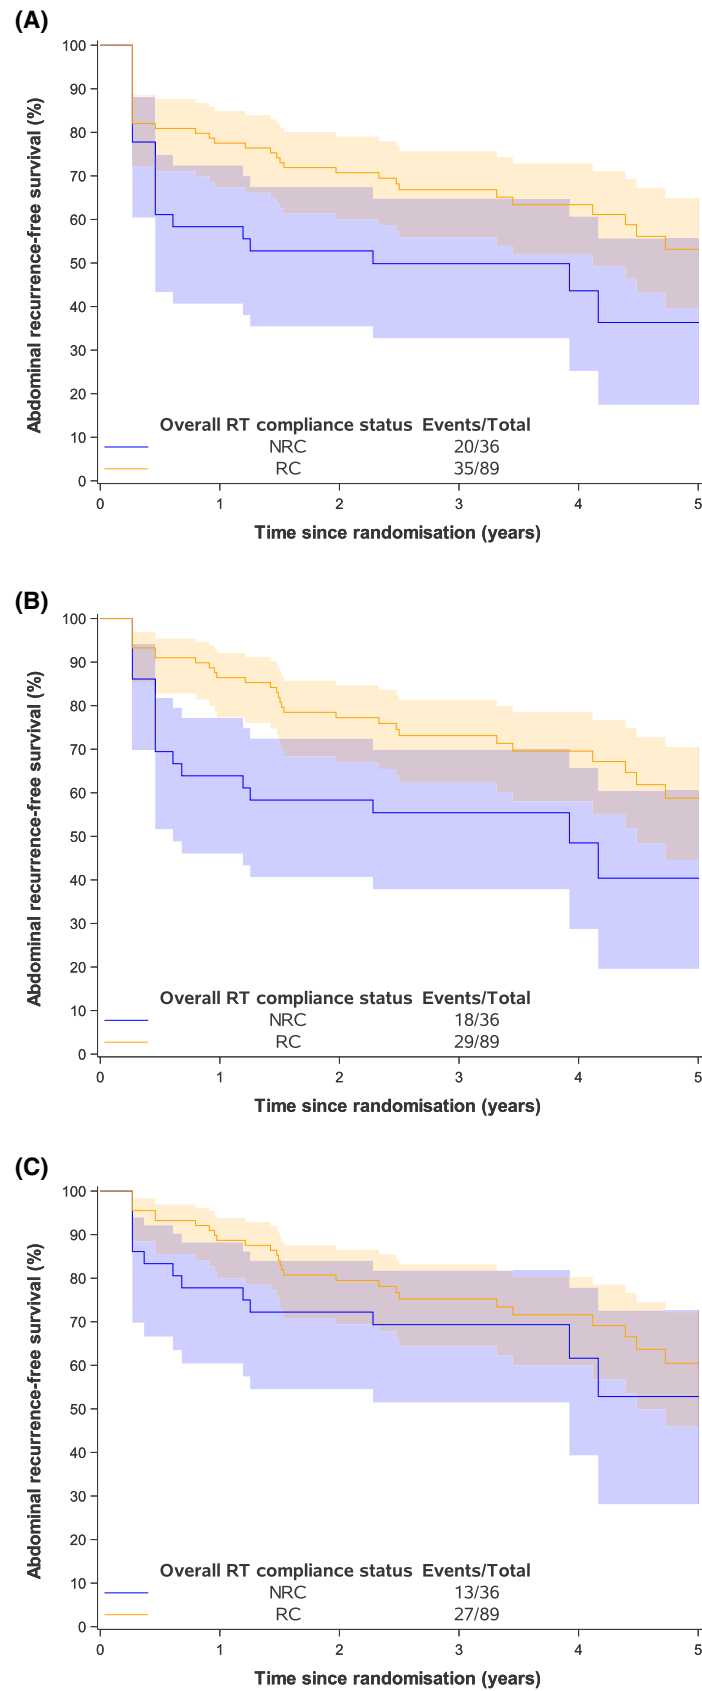 (A)
Abdominal recurrence-free survival (%)
100
90
80
70
60
50
40
30
20
10
0
Overall RT compliance status Events/Total
NRC 20/36
RC 35/89
0 1 2 3 4 5
Time since randomisation (years)
(B)
Abdominal recurrence-free survival (%)
100
90
80
70
60
50
40
30
20
10
0
Overall RT compliance status Events/Total
NRC 18/36
RC 29/89
0 1 2 3 4 5
Time since randomisation (years)
(C)
Abdominal recurrence-free survival (%)
100
90
80
70
60
50
40
30
20
10
0
Overall RT compliance status Events/Total
NRC 13/36
RC 27/89
0 1 2 3 4 5
Time since randomisation (years)